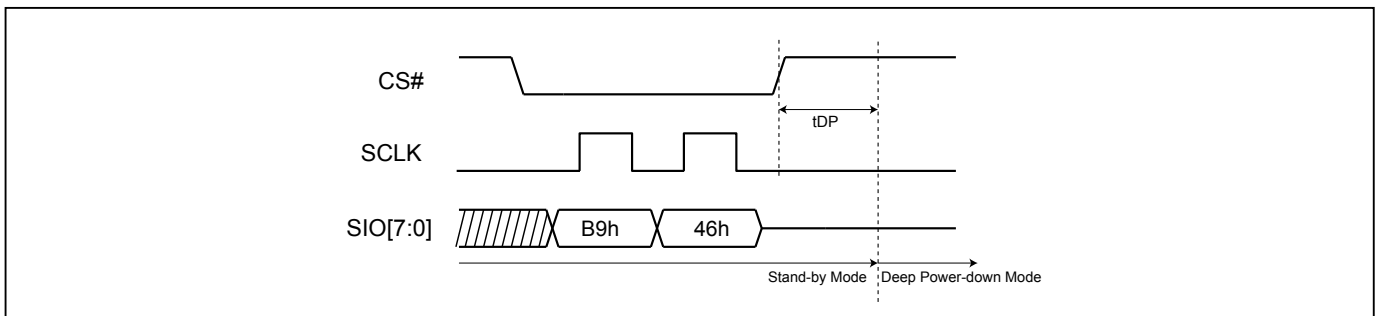 CS#
tDP
SCLK
SIO[7:0] B9h 46h
Stand-by Mode Deep Power-down Mode